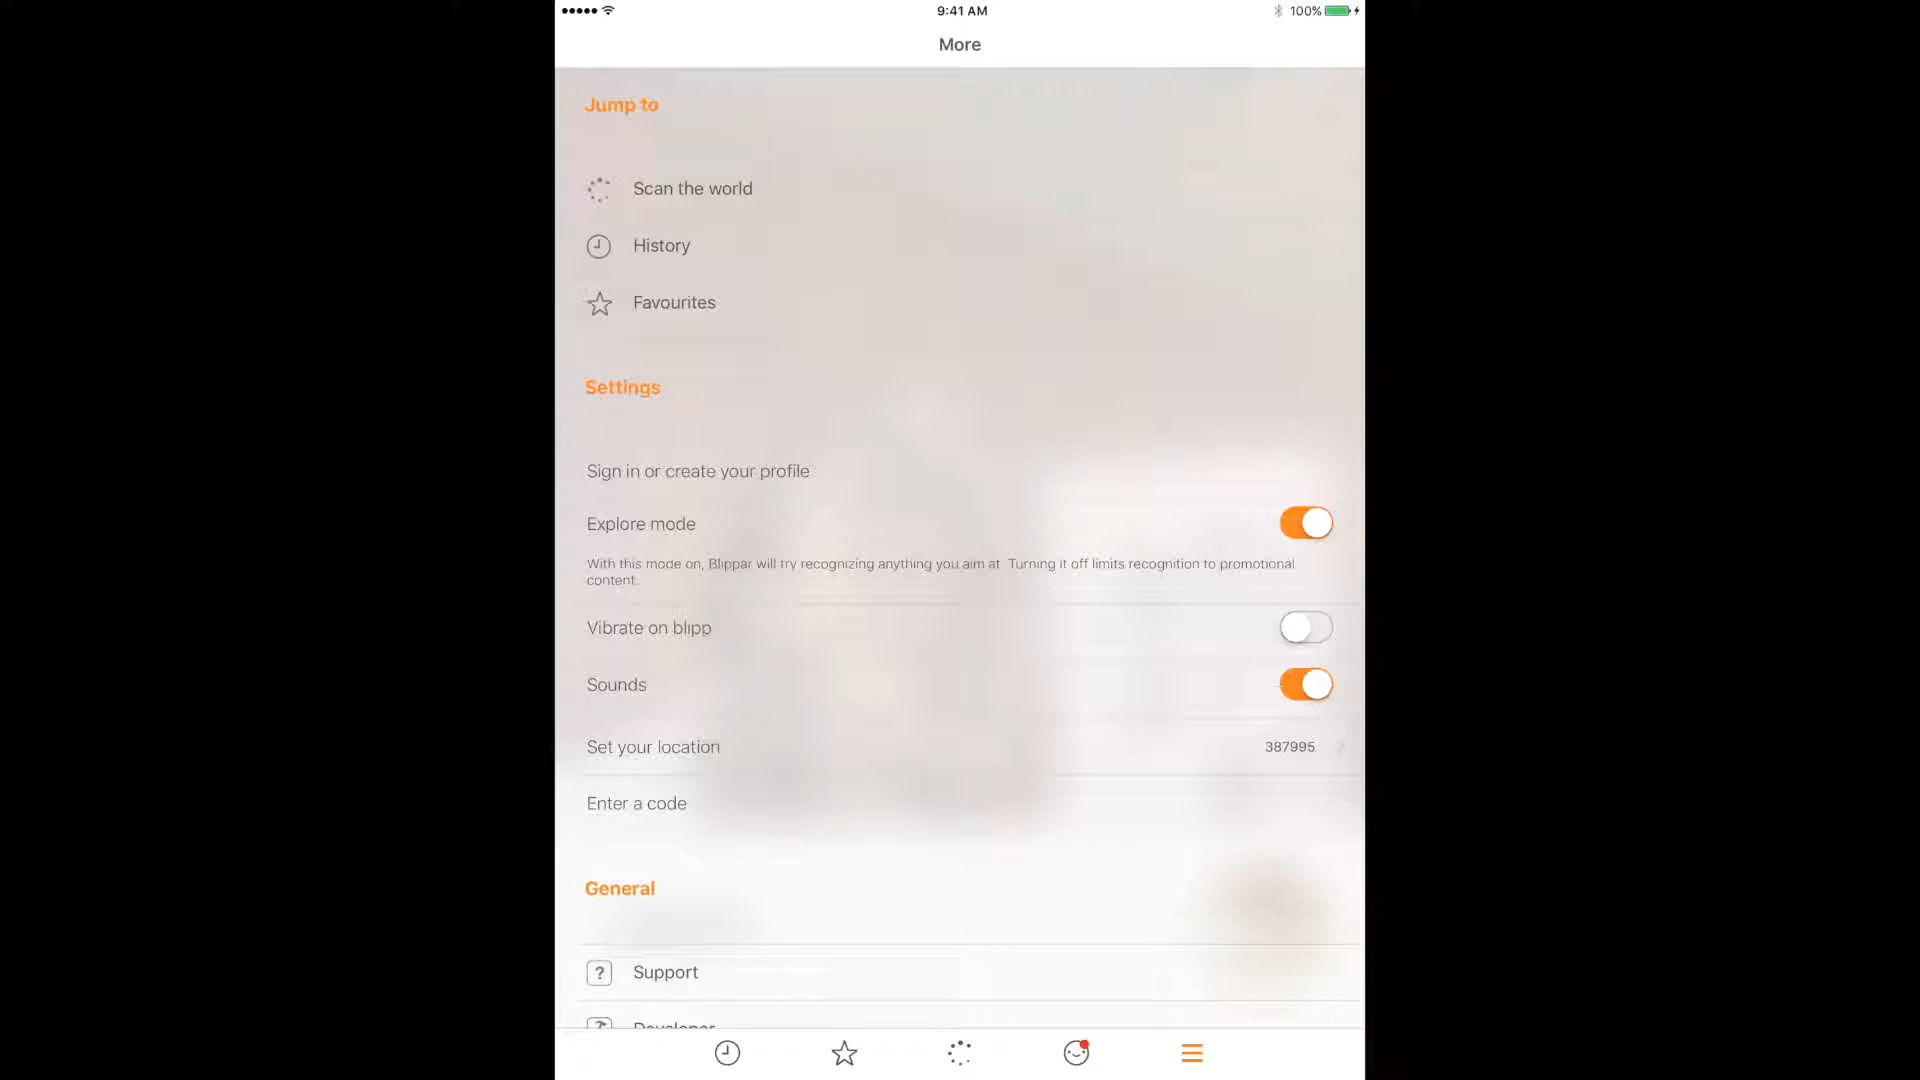 9:41 AM
100%
More
Jump to
Scan the world
History
Favourites
Settings
Sign in or create your profile
Explore mode
With this mode on, Blippar will try recognizing anything you aim at. Turning it off limits recognition to promotional
content.
Vibrate on blipp
Sounds
Set your location
387995
Enter a code
General
Support
Developer